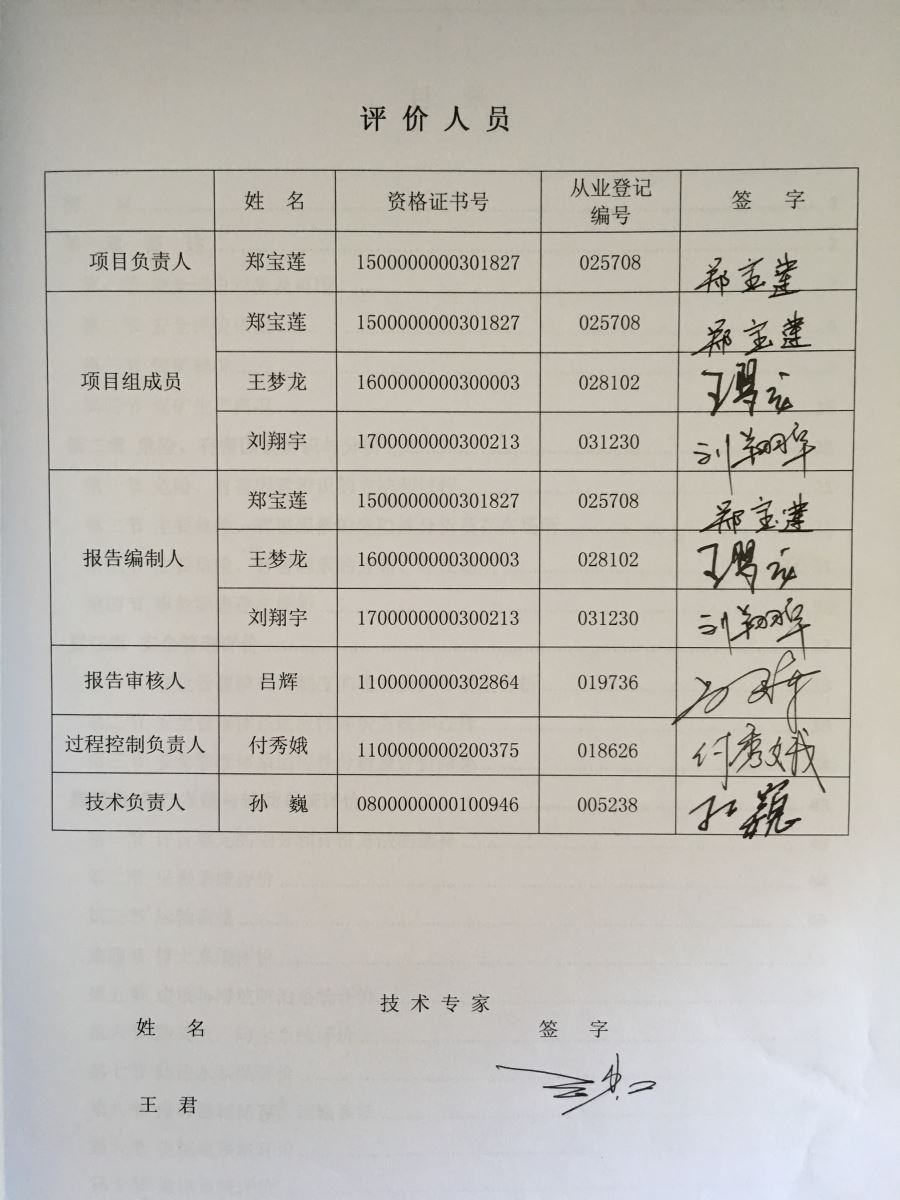 评价人员
姓 名 资格证书号 从业登记编号 签 字
项目负责人 郑宝莲 1500000000301827 025708 郑宝莲
项目组成员 郑宝莲 1500000000301827 025708 郑宝莲
王梦龙 1600000000300003 028102 王梦龙
刘翔宇 1700000000300213 031230 刘翔宇
报告编制人 郑宝莲 1500000000301827 025708 郑宝莲
王梦龙 1600000000300003 028102 王梦龙
刘翔宇 1700000000300213 031230 刘翔宇
报告审核人 吕辉 1100000000302864 019736
过程控制负责人 付秀娥 1100000000200375 018626 付秀娥
技术负责人 孙 巍 0800000000100946 005238 孙巍
技术专家
姓 名 签 字
王 君